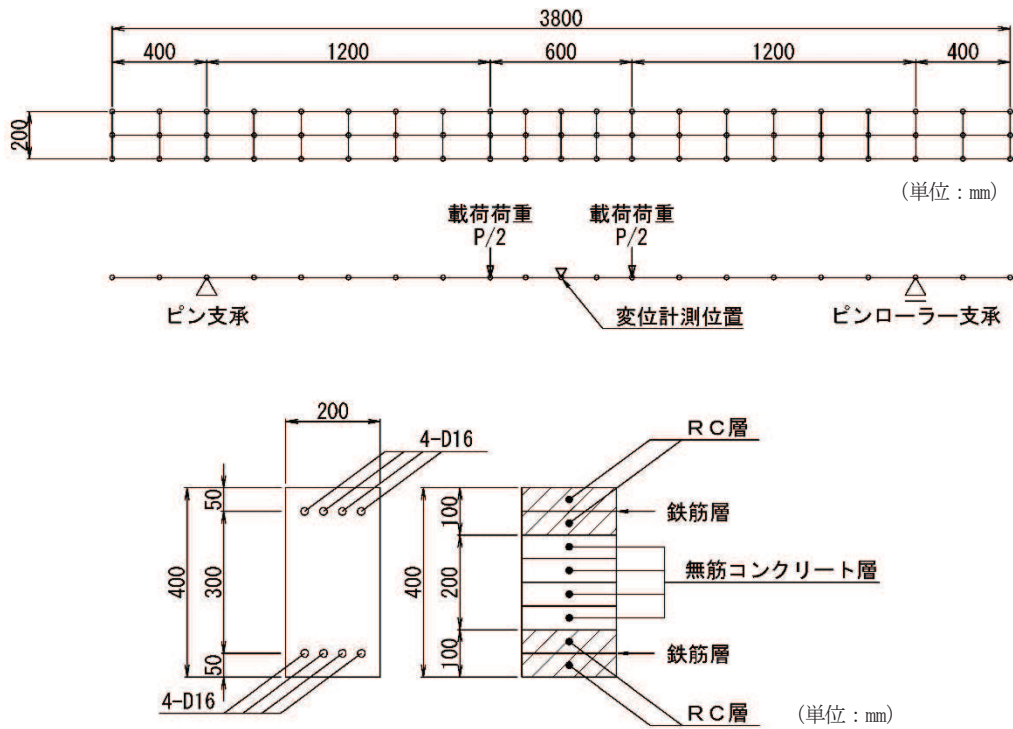 3800
400 1200 600 1200 400
200
(単位:mm)
載荷荷重 載荷荷重
P/2 P/2
ピン支承 変位計測位置 ピンローラー支承
200
4-D16
50
400
300
50
4-D16
RC層
100
鉄筋層
400
200
無筋コンクリート層
100
鉄筋層
RC層
(単位:mm)